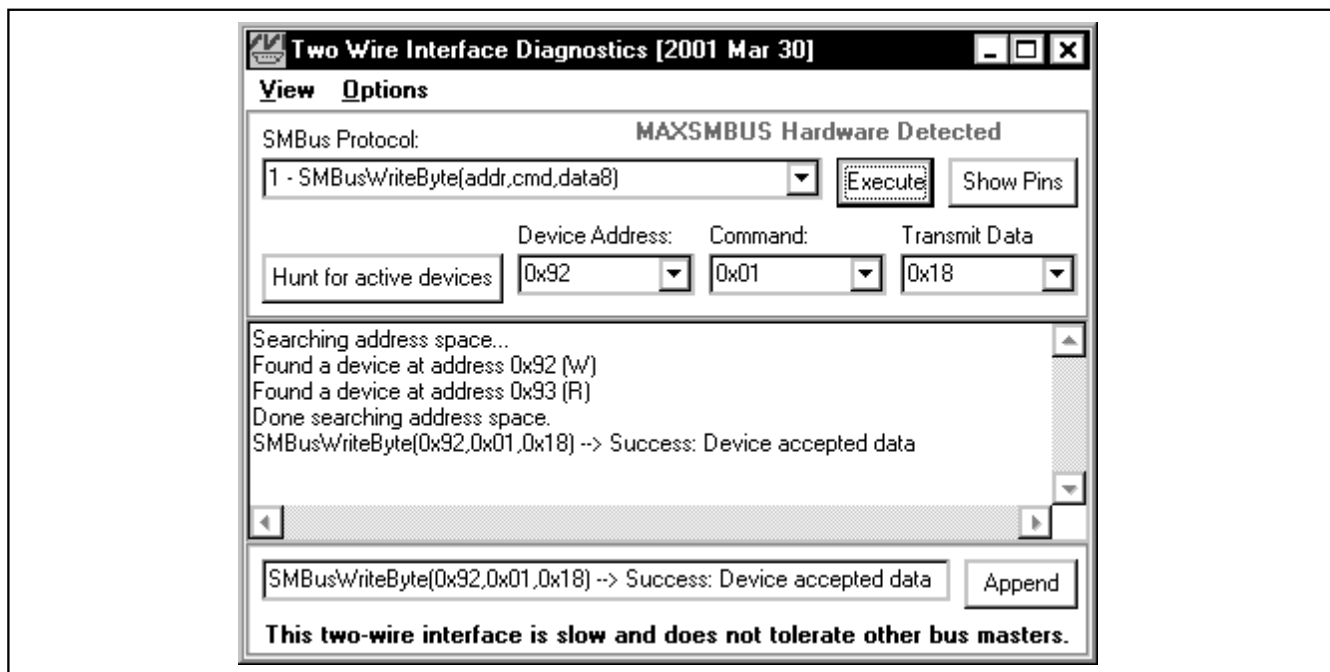 Two Wire Interface Diagnostics [2001 Mar 30]
View Options
SMBus Protocol:
MAXSMBUS Hardware Detected
1 - SMBusWriteByte(addr,cmd,data8)
Execute
Show Pins
Device Address:
Command:
Transmit Data
Hunt for active devices
0x92
0x01
0x18
Searching address space...
Found a device at address 0x92 (W)
Found a device at address 0x93 (R)
Done searching address space.
SMBusWriteByte(0x92,0x01,0x18) --> Success: Device accepted data
SMBusWriteByte(0x92,0x01,0x18) --> Success: Device accepted data
Append
This two-wire interface is slow and does not tolerate other bus masters.